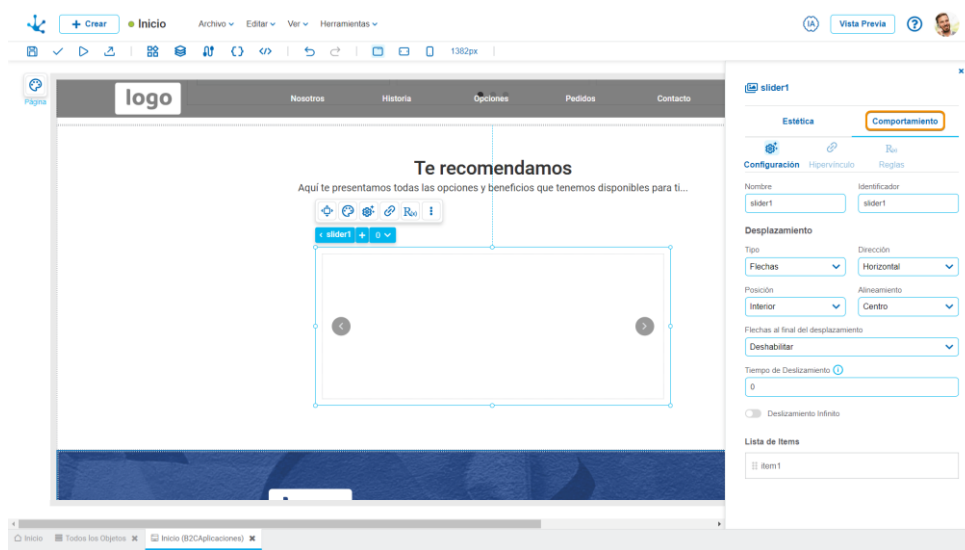 + Crear
Inicio
Archivo
Editar
Ver
Herramientas
IA
Vista Previa
?
1382px
Página
logo
Nosotros
Historia
Opciones
Pedidos
Contacto
Te recomendamos
Aquí te presentamos todas las opciones y beneficios que tenemos disponibles para ti...
R(x)
slider1
+
0
slider1
Estética
Comportamiento
R(x)
Configuración
Hipervínculo
Reglas
Nombre
Identificador
slider1
slider1
Desplazamiento
Tipo
Dirección
Flechas
Horizontal
Posición
Alineamiento
Interior
Centro
Flechas al final del desplazamiento
Deshabilitar
Tiempo de Deslizamiento
0
Deslizamiento Infinito
Lista de Items
item1
Inicio
Todos los Objetos
Inicio (B2CAplicaciones)